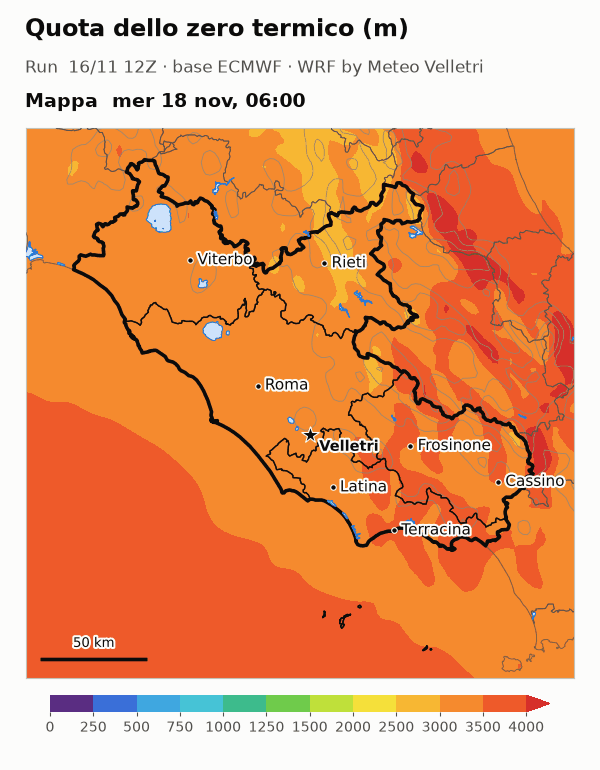 Quota dello zero termico (m)
Run  16/11 12Z · base ECMWF · WRF by Meteo Velletri
Mappa  mer 18 nov, 06:00
Viterbo
Rieti
Roma
Velletri
Frosinone
Latina
Cassino
Terracina
50 km
0 250 500 750 1000 1250 1500 2000 2500 3000 3500 4000